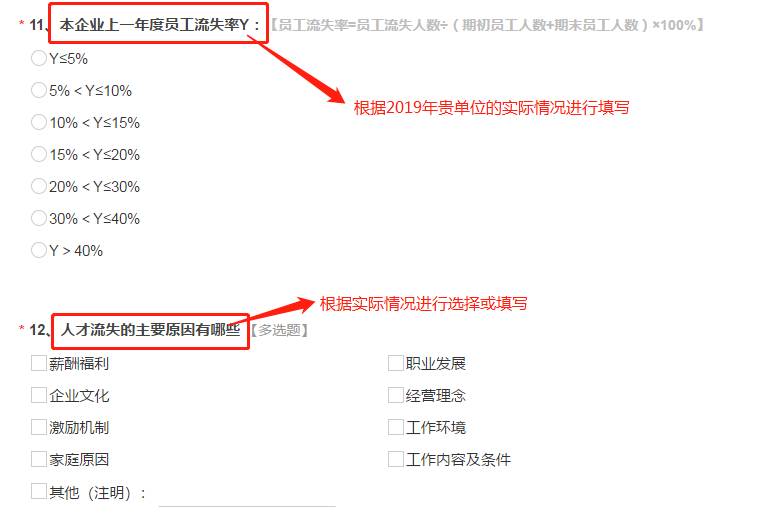 * 11、本企业上一年度员工流失率Y：【员工流失率=员工流失人数÷（期初员工人数+期末员工人数）×100%】
Y≤5%
根据2019年贵单位的实际情况进行填写
5%＜Y≤10%
10%＜Y≤15%
15%＜Y≤20%
20%＜Y≤30%
30%＜Y≤40%
Y＞40%
根据实际情况进行选择或填写
* 12、人才流失的主要原因有哪些【多选题】
薪酬福利 职业发展
企业文化 经营理念
激励机制 工作环境
家庭原因 工作内容及条件
其他（注明）：